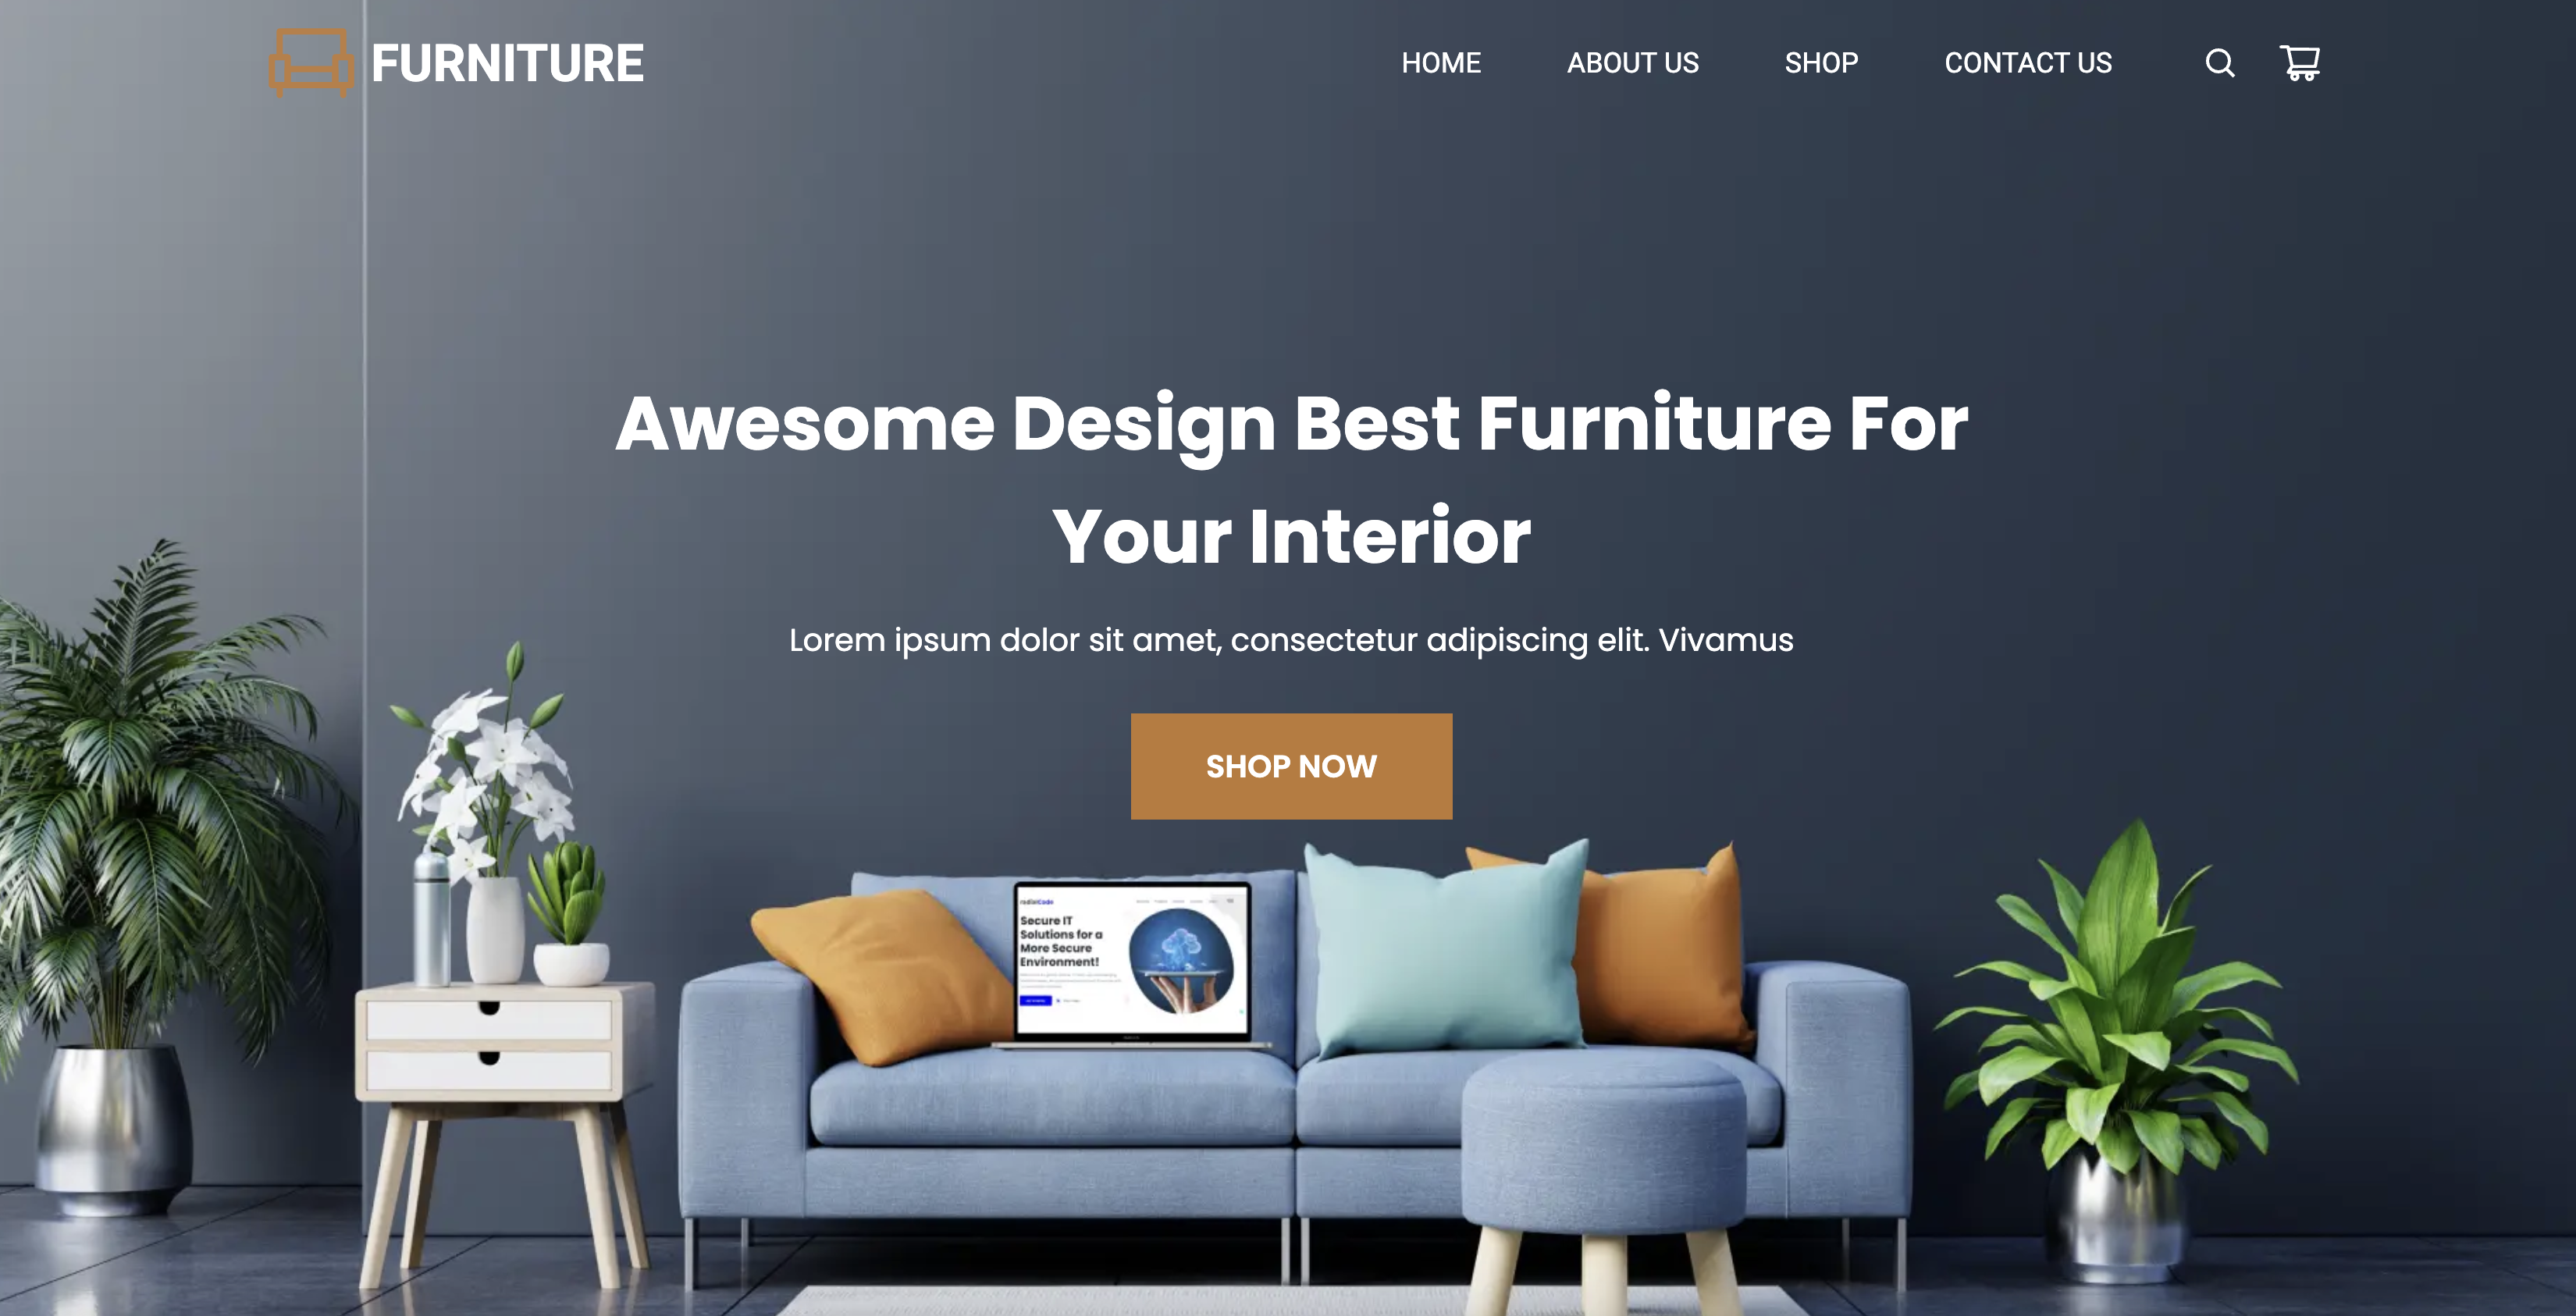 FURNITURE
HOME
ABOUT US
SHOP
CONTACT US
Awesome Design Best Furniture For
Your Interior
Lorem ipsum dolor sit amet, consectetur adipiscing elit. Vivamus
SHOP NOW
radiatCode
Secure IT
Solutions for a
More Secure
Environment!